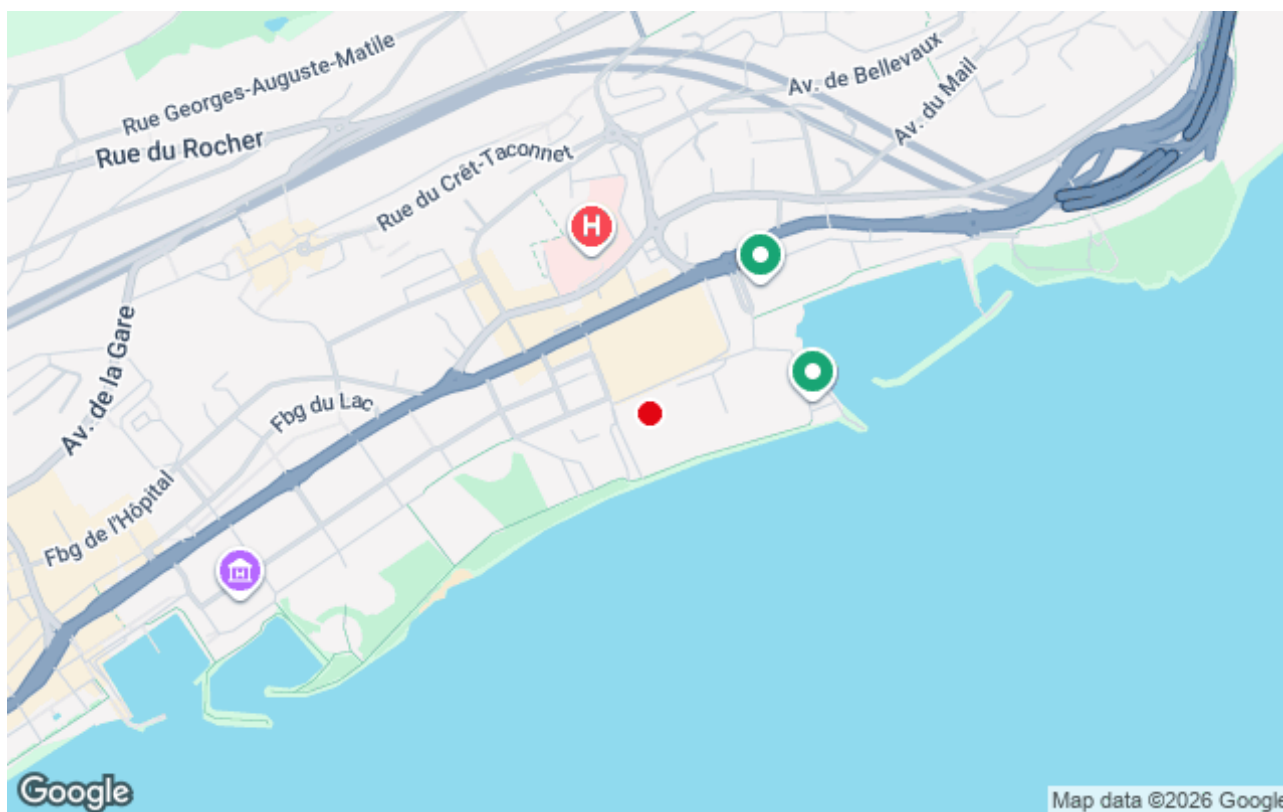 Rue Georges-Auguste-Matile
Av. de Bellevaux
Av. du Mail
Rue du Rocher
Rue du Crêt-Taconnet
H
Av. de la Gare
Fbg du Lac
Fbg de l'Hôpital
Google
Map data ©2026 Google